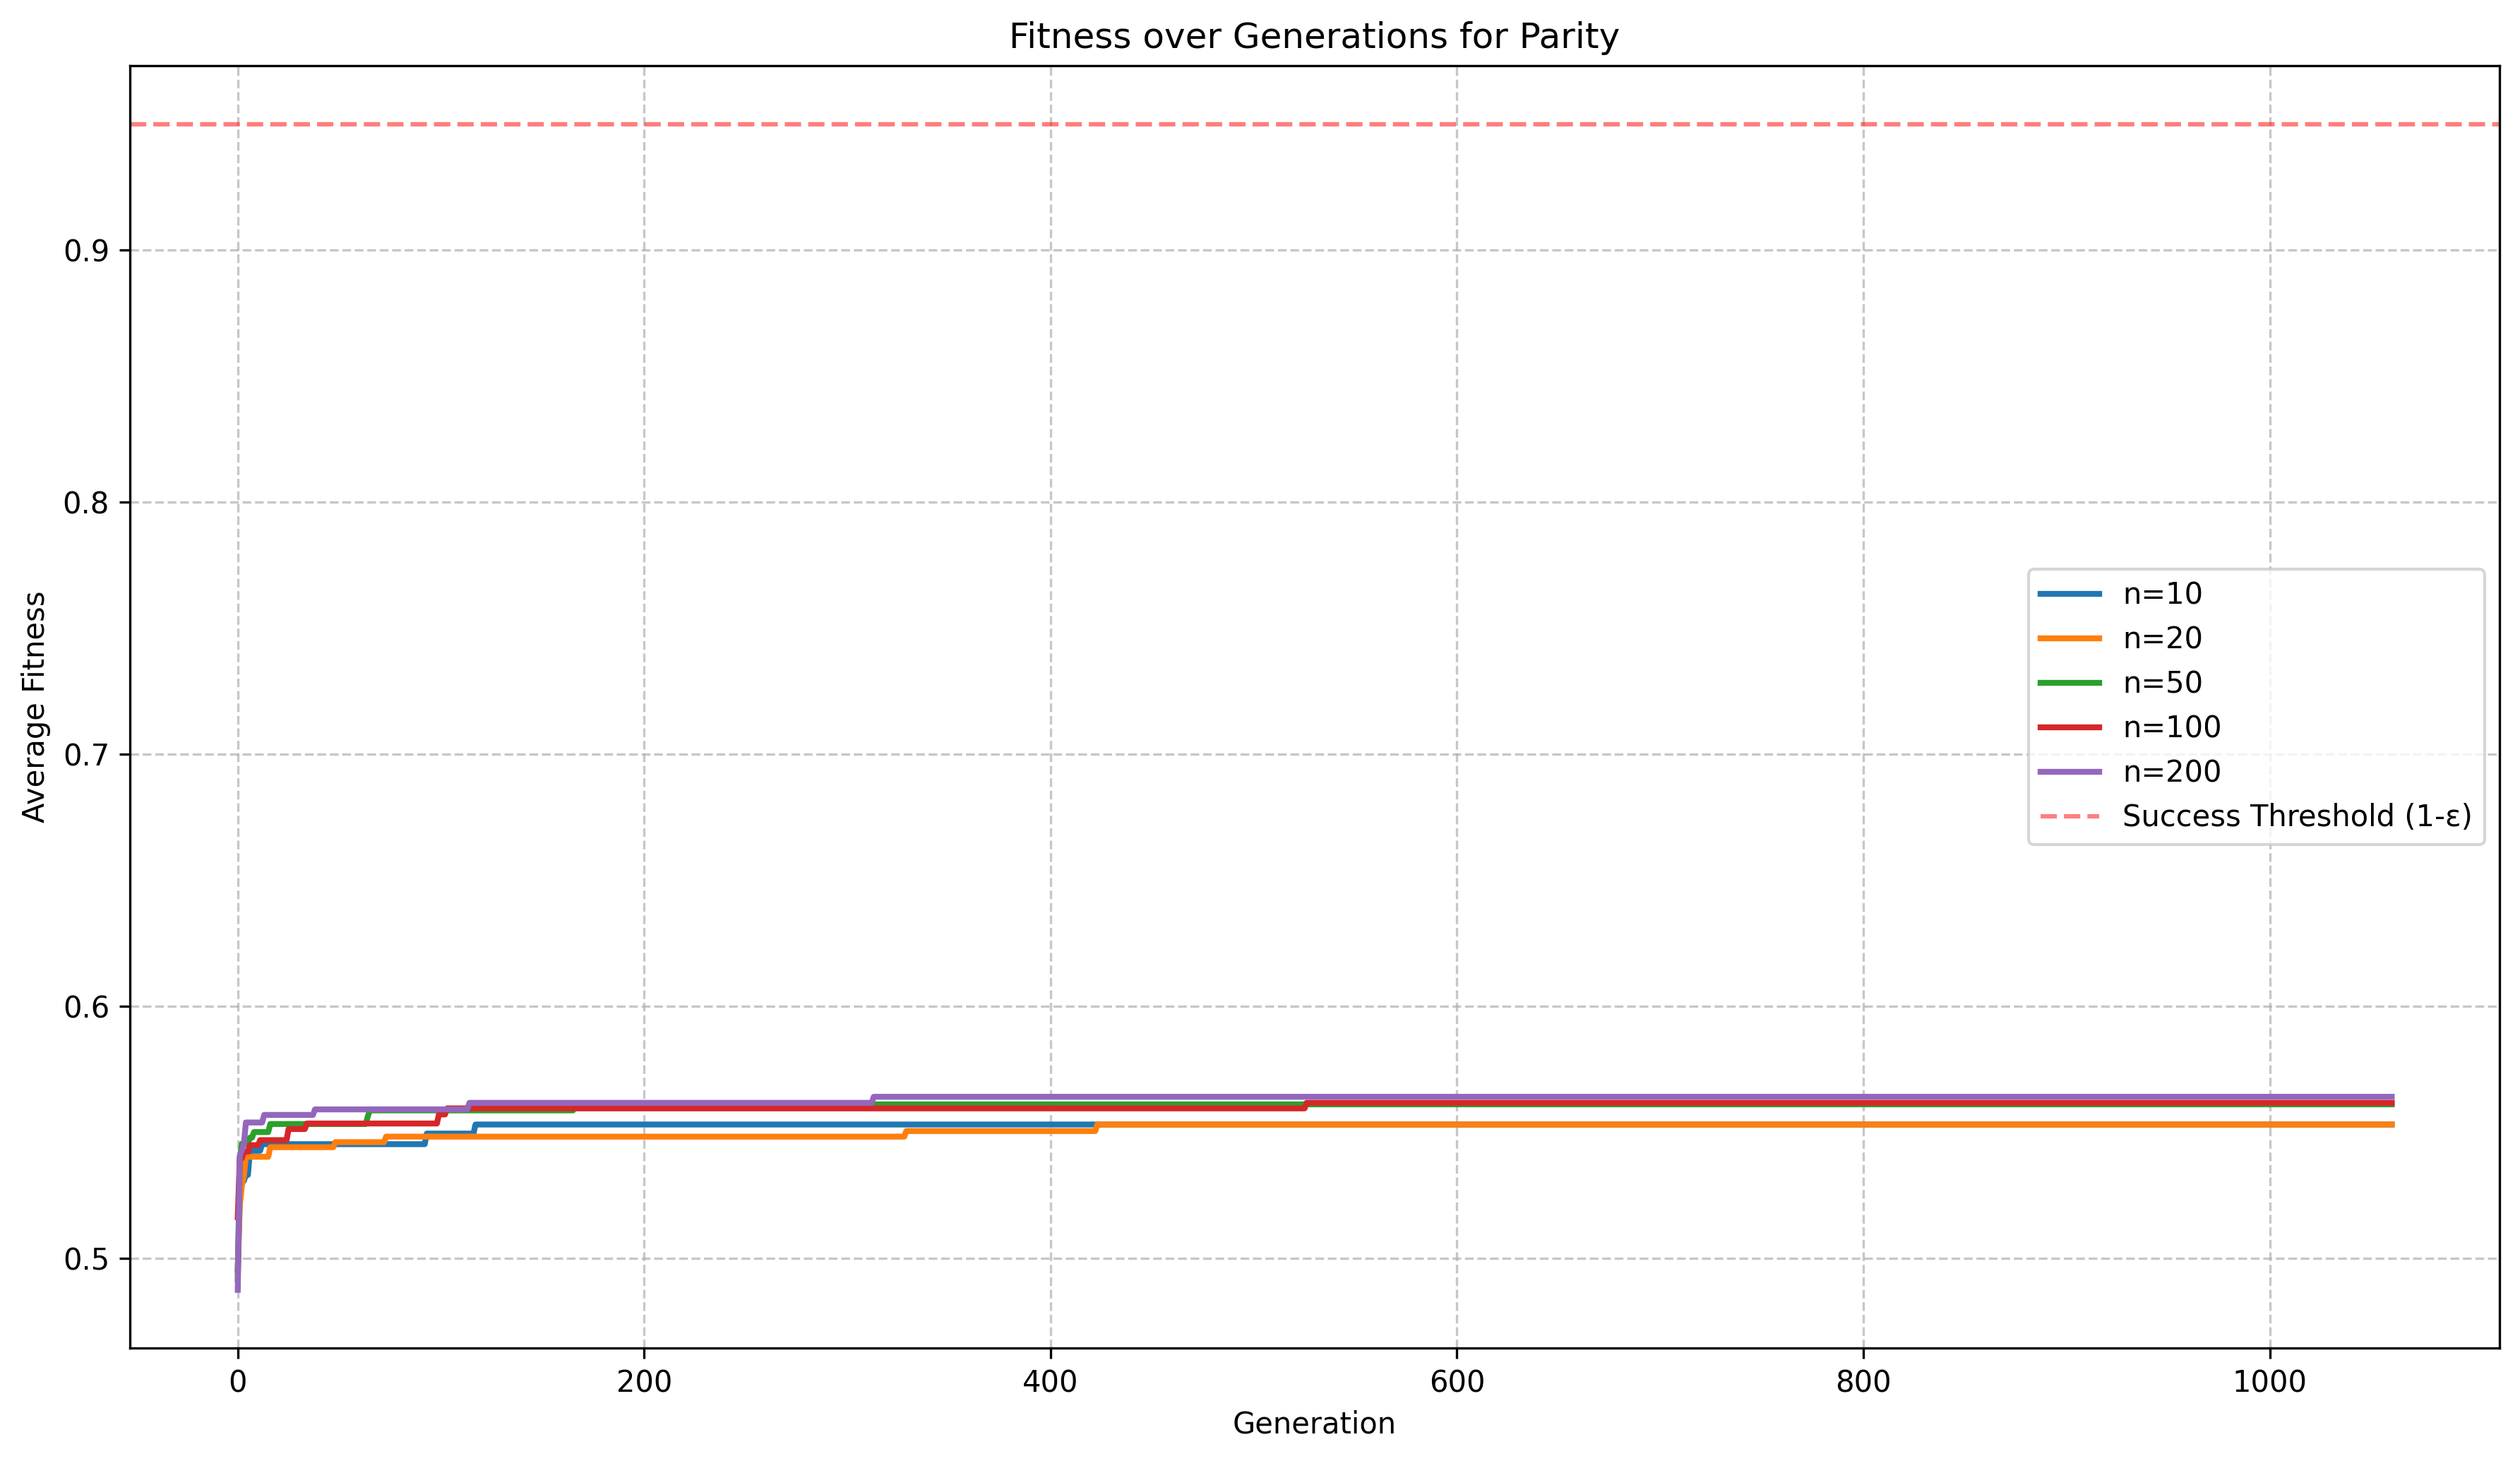 Fitness over Generations for Parity
Average Fitness
0.9
0.8
0.7
0.6
0.5
n=10
n=20
n=50
n=100
n=200
Success Threshold (1-ε)
0
200
400
600
800
1000
Generation